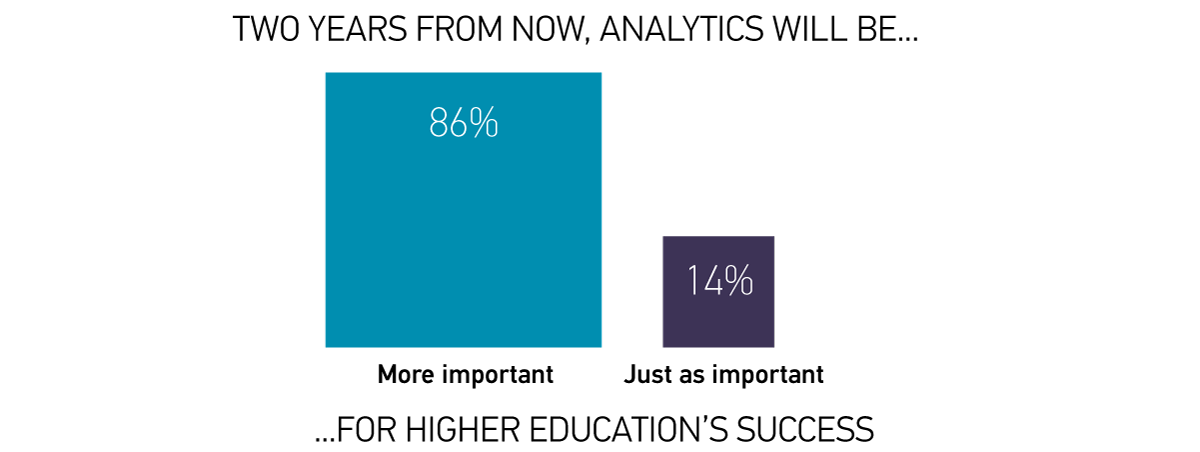 TWO YEARS FROM NOW, ANALYTICS WILL BE...
86%
14%
More important
Just as important
...FOR HIGHER EDUCATION’S SUCCESS